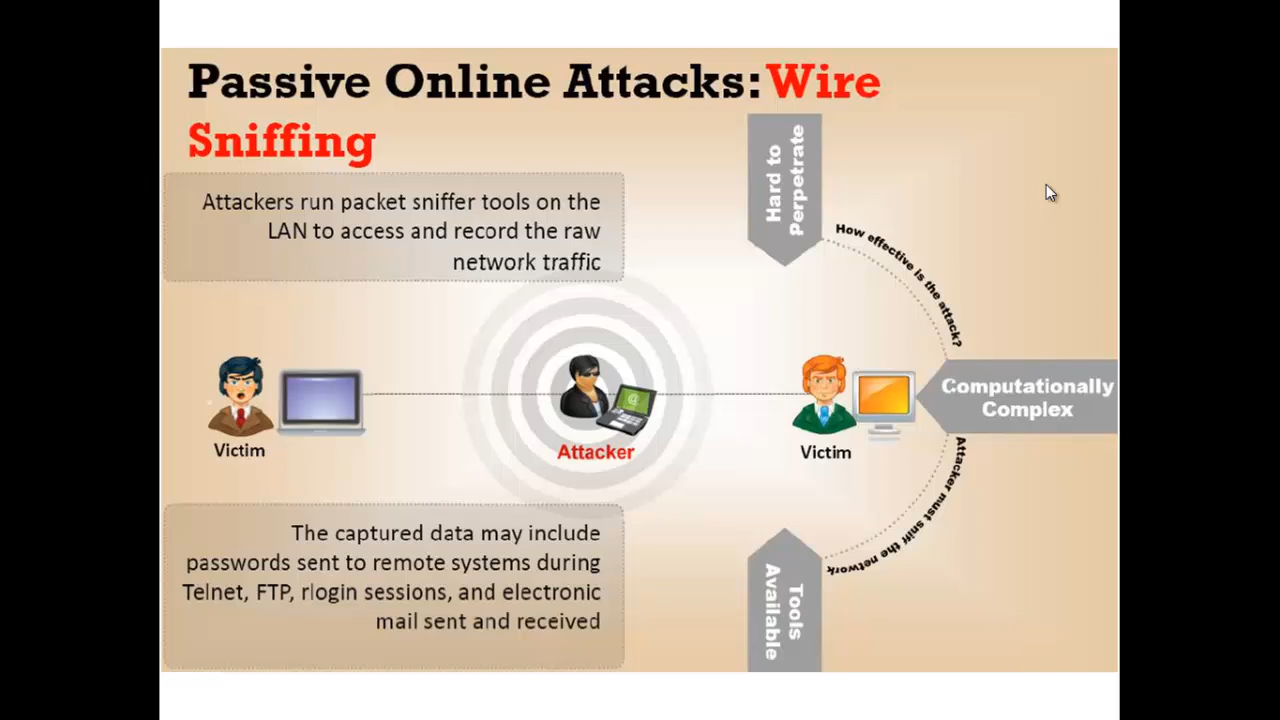 Passive Online Attacks: Wire
Sniffing
Attackers run packet sniffer tools on the
LAN to access and record the raw
network traffic
Hard to
Perpetrate
How effective is the attack?
Computationally
Complex
Victim
Attacker
Victim
Attacker must sniff the network
The captured data may include
passwords sent to remote systems during
Telnet, FTP, rlogin sessions, and electronic
mail sent and received
Tools
Available